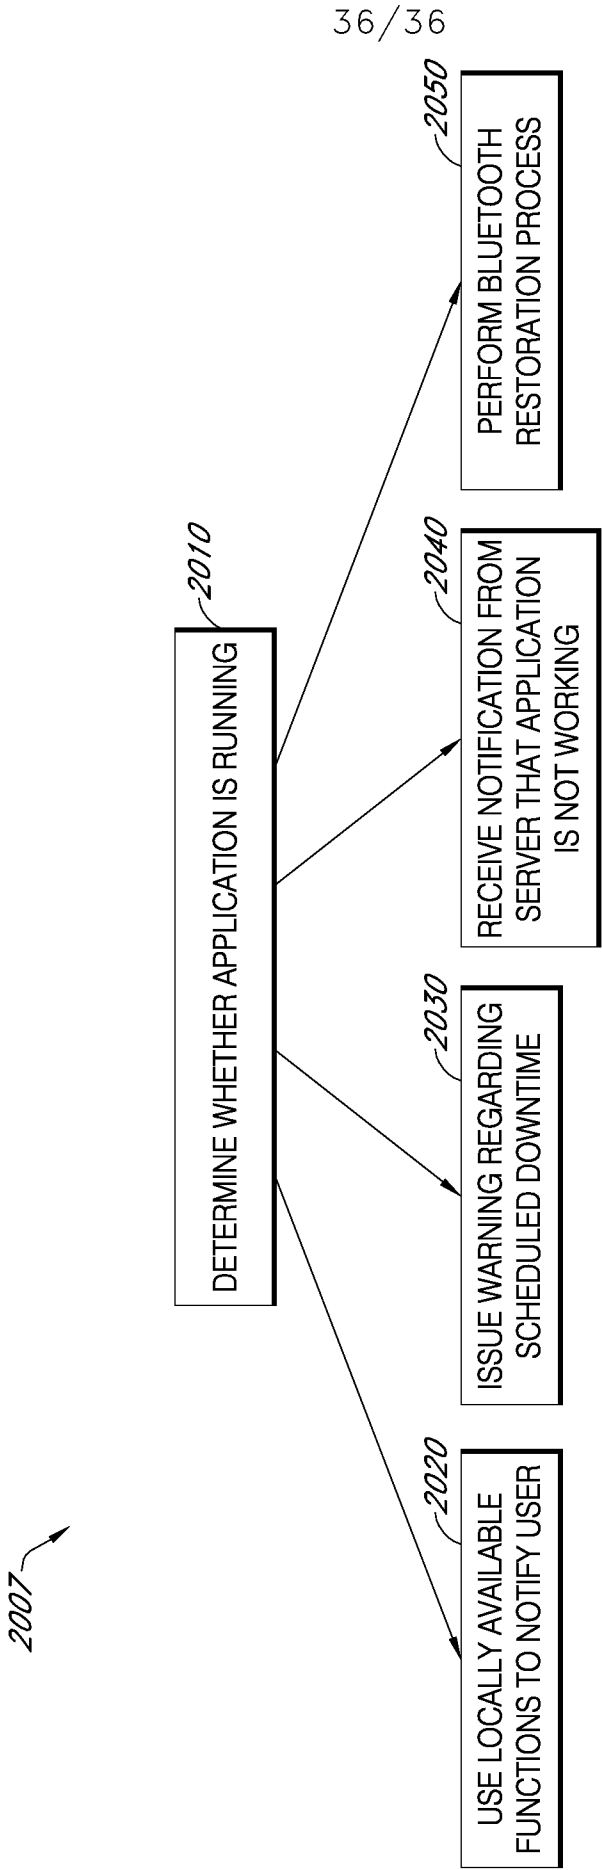 36/36
2007
2010
DETERMINE WHETHER APPLICATION IS RUNNING
2020
USE LOCALLY AVAILABLE
FUNCTIONS TO NOTIFY USER
2030
ISSUE WARNING REGARDING
SCHEDULED DOWNTIME
2040
RECEIVE NOTIFICATION FROM
SERVER THAT APPLICATION
IS NOT WORKING
2050
PERFORM BLUETOOTH
RESTORATION PROCESS